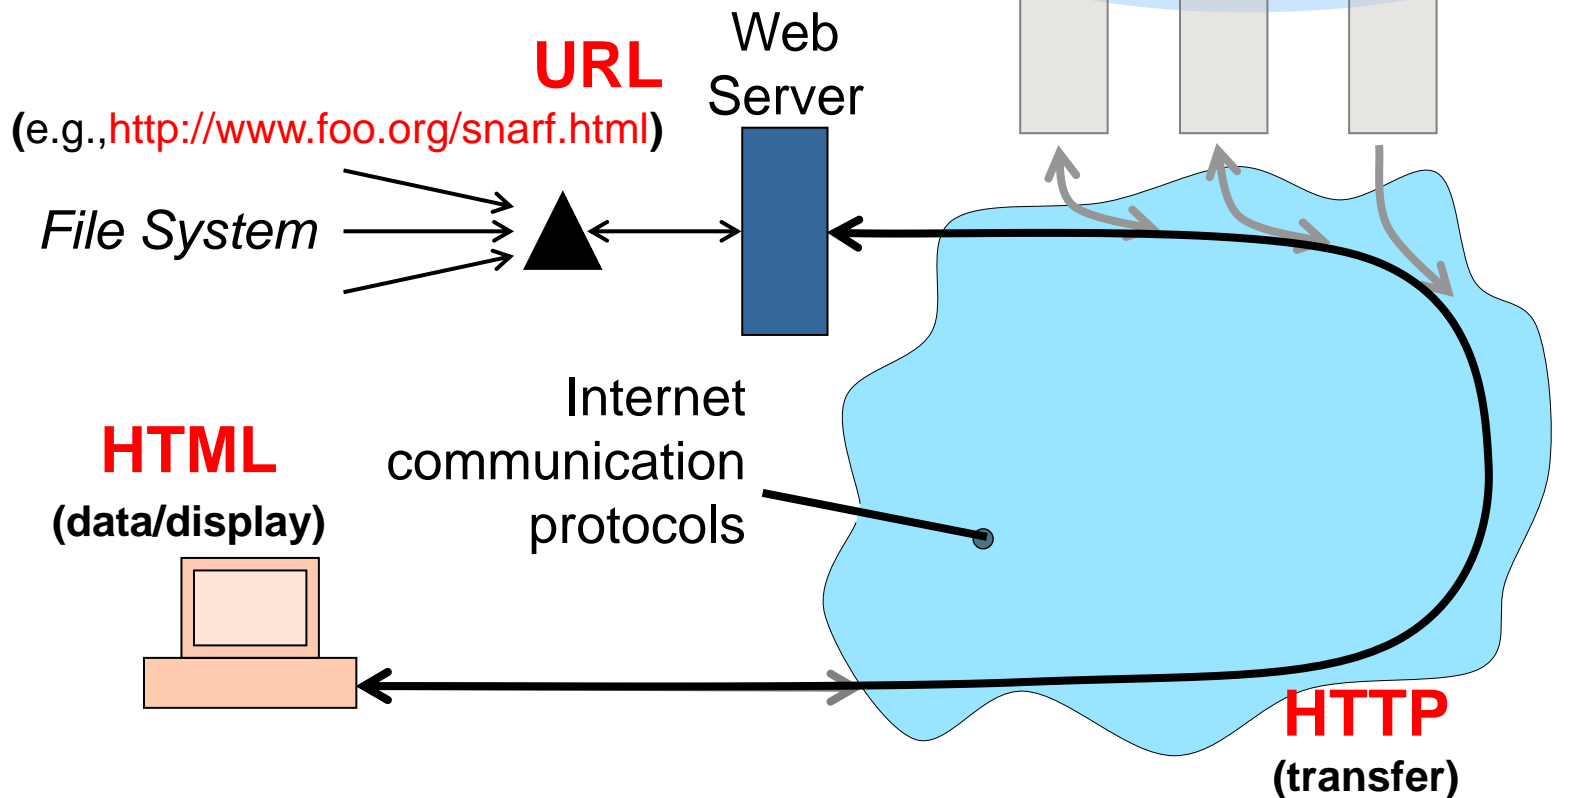 URL
(e.g.,http://www.foo.org/snarf.html)
Web
Server
File System
Internet
communication
protocols
HTML
(data/display)
HTTP
(transfer)